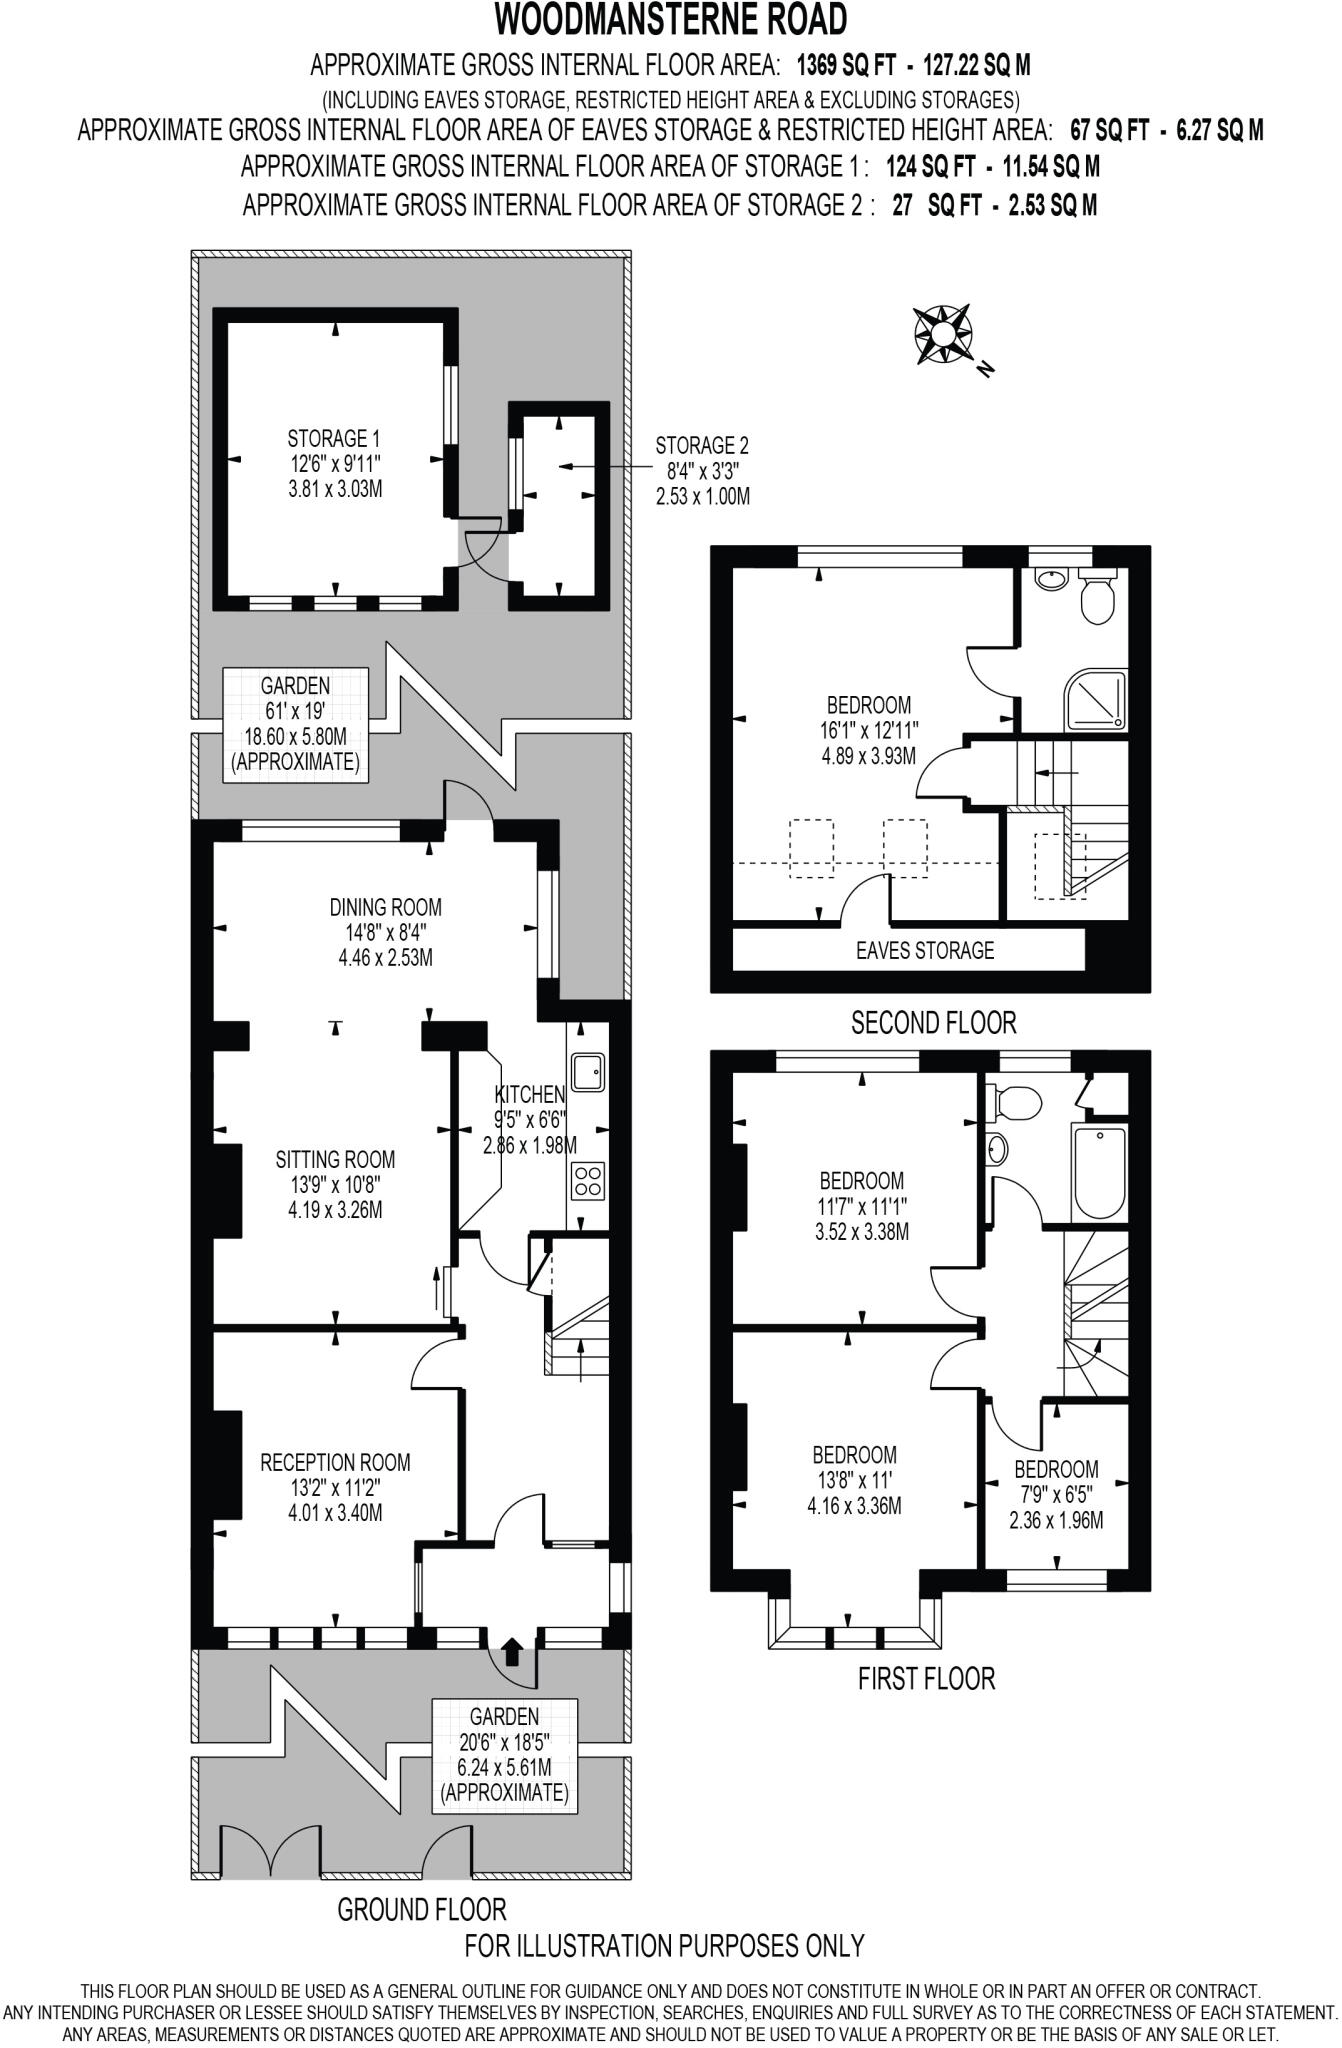 WOODMANSTERNE ROAD
APPROXIMATE GROSS INTERNAL FLOOR AREA: 1369 SQ FT - 127.22 SQ M
(INCLUDING EAVES STORAGE, RESTRICTED HEIGHT AREA & EXCLUDING STORAGES)
APPROXIMATE GROSS INTERNAL FLOOR AREA OF EAVES STORAGE & RESTRICTED HEIGHT AREA: 67 SQ FT - 6.27 SQ M
APPROXIMATE GROSS INTERNAL FLOOR AREA OF STORAGE 1 : 124 SQ FT - 11.54 SQ M
APPROXIMATE GROSS INTERNAL FLOOR AREA OF STORAGE 2 : 27 SQ FT - 2.53 SQ M
N
STORAGE 1
12'6" x 9'11"
3.81 x 3.03M
STORAGE 2
8'4" x 3'3"
2.53 x 1.00M
GARDEN
61' x 19'
18.60 x 5.80M
(APPROXIMATE)
BEDROOM
16'1" x 12'11"
4.89 x 3.93M
DINING ROOM
14'8" x 8'4"
4.46 x 2.53M
EAVES STORAGE
SECOND FLOOR
KITCHEN
9'5" x 6'6"
2.86 x 1.98M
SITTING ROOM
13'9" x 10'8"
4.19 x 3.26M
BEDROOM
11'7" x 11'1"
3.52 x 3.38M
RECEPTION ROOM
13'2" x 11'2"
4.01 x 3.40M
BEDROOM
13'8" x 11'
4.16 x 3.36M
BEDROOM
7'9" x 6'5"
2.36 x 1.96M
FIRST FLOOR
GARDEN
20'6" x 18'5"
6.24 x 5.61M
(APPROXIMATE)
GROUND FLOOR
FOR ILLUSTRATION PURPOSES ONLY
THIS FLOOR PLAN SHOULD BE USED AS A GENERAL OUTLINE FOR GUIDANCE ONLY AND DOES NOT CONSTITUTE IN WHOLE OR IN PART AN OFFER OR CONTRACT.
ANY INTENDING PURCHASER OR LESSEE SHOULD SATISFY THEMSELVES BY INSPECTION, SEARCHES, ENQUIRIES AND FULL SURVEY AS TO THE CORRECTNESS OF EACH STATEMENT.
ANY AREAS, MEASUREMENTS OR DISTANCES QUOTED ARE APPROXIMATE AND SHOULD NOT BE USED TO VALUE A PROPERTY OR BE THE BASIS OF ANY SALE OR LET.